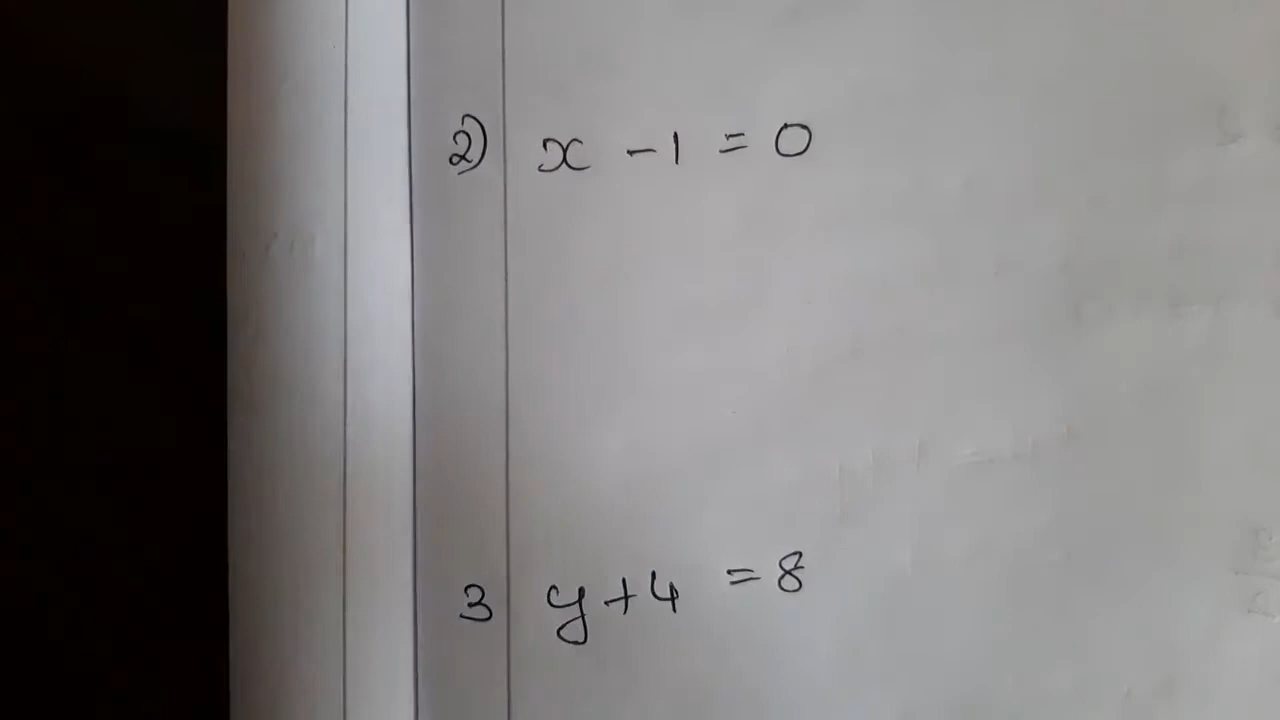 2) x - 1 = 0
3 y + 4 = 8